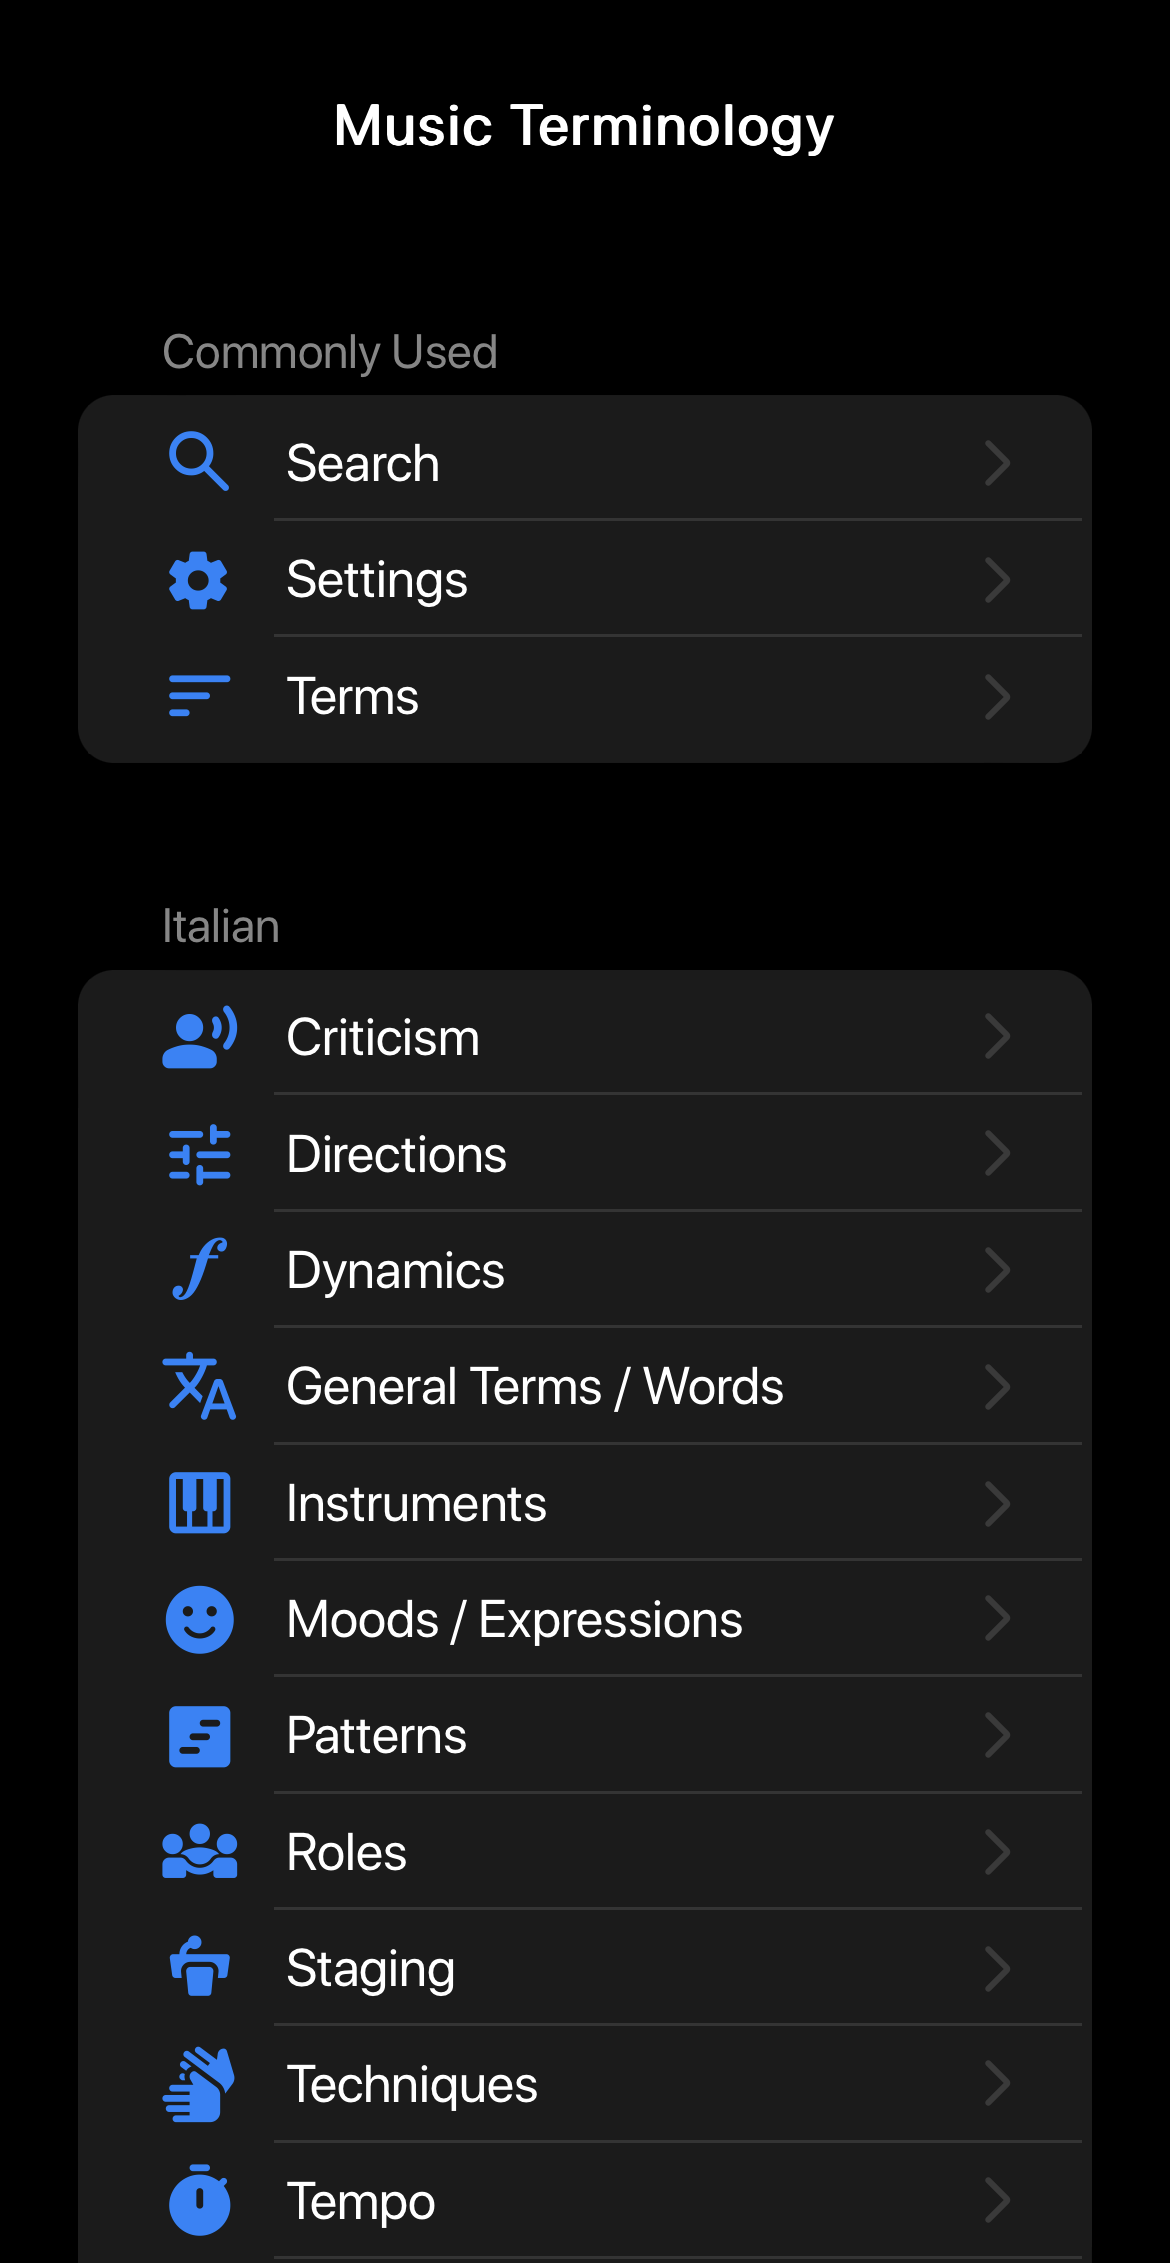 Music Terminology
Commonly Used
Search
Settings
Terms
Italian
Criticism
Directions
Dynamics
General Terms / Words
Instruments
Moods / Expressions
Patterns
Roles
Staging
Techniques
Tempo